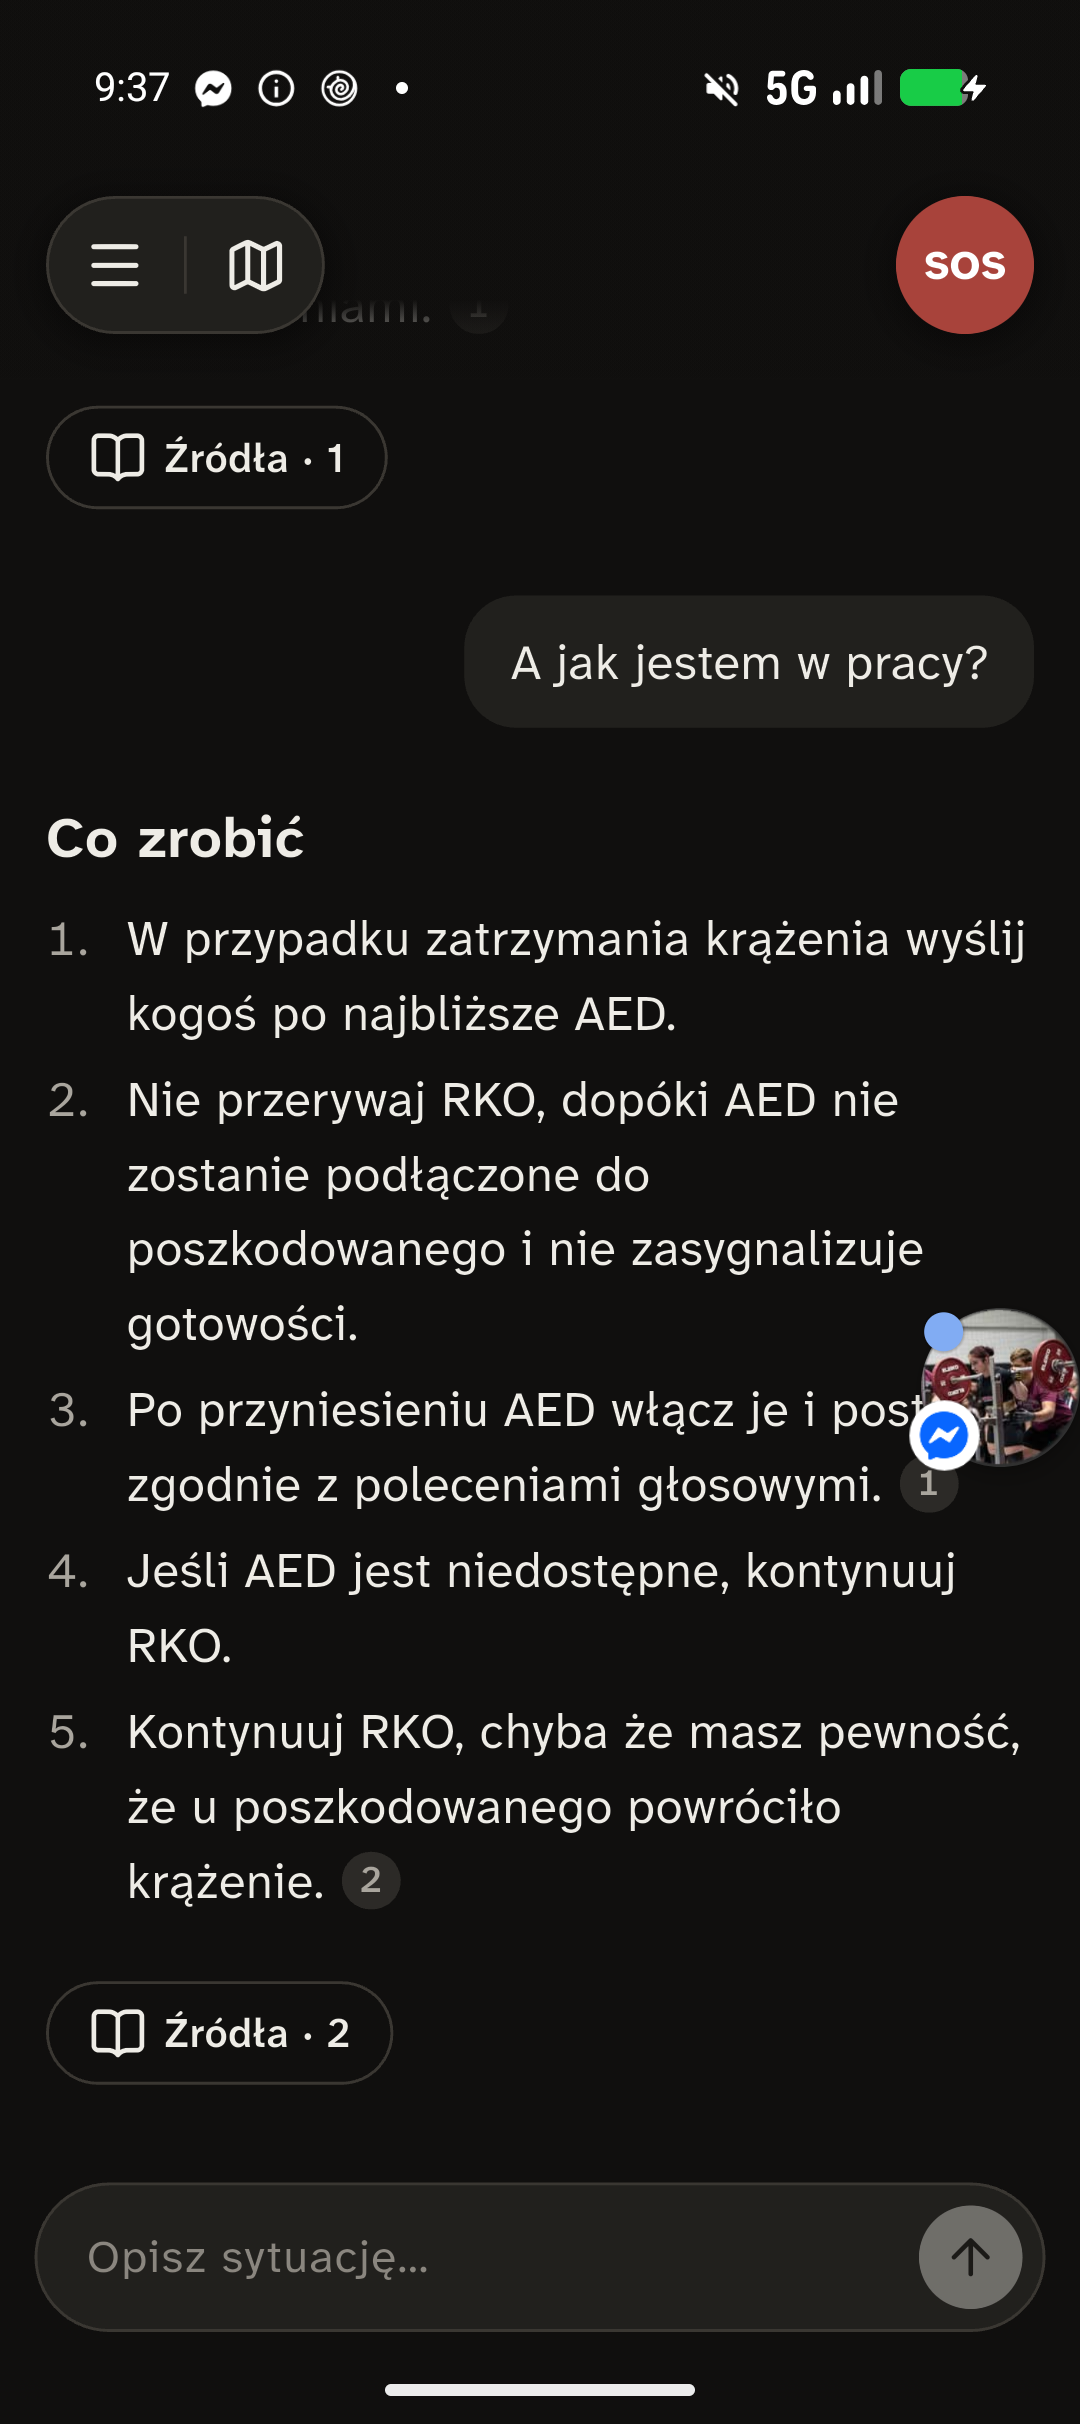 9:37
5G
SOS
1
Źródła · 1
A jak jestem w pracy?
Co zrobić
1. W przypadku zatrzymania krążenia wyślij
kogoś po najbliższe AED.
2. Nie przerywaj RKO, dopóki AED nie
zostanie podłączone do
poszkodowanego i nie zasygnalizuje
gotowości.
3. Po przyniesieniu AED włącz je i post
zgodnie z poleceniami głosowymi. 1
4. Jeśli AED jest niedostępne, kontynuuj
RKO.
5. Kontynuuj RKO, chyba że masz pewność,
że u poszkodowanego powróciło
krążenie. 2
Źródła · 2
Opisz sytuację...